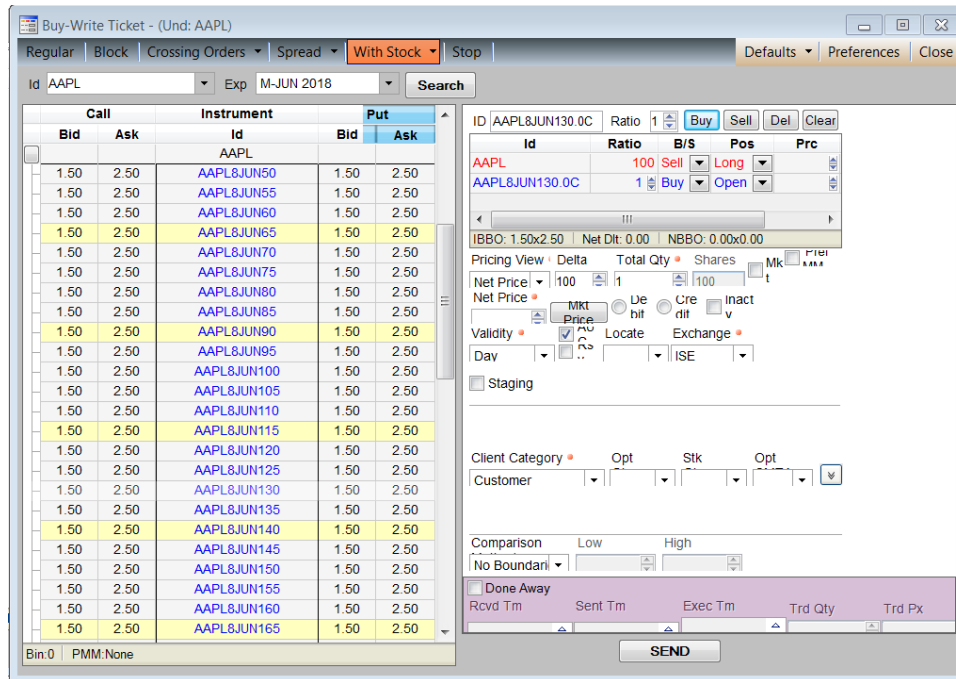 Buy-Write Ticket - (Und: AAPL)
Regular Block Crossing Orders Spread With Stock Stop Defaults Preferences Close
Id AAPL Exp M-JUN 2018 Search
Call Instrument Put
Bid Ask Id Bid Ask
AAPL
1.50 2.50 AAPL8JUN50 1.50 2.50
1.50 2.50 AAPL8JUN55 1.50 2.50
1.50 2.50 AAPL8JUN60 1.50 2.50
1.50 2.50 AAPL8JUN65 1.50 2.50
1.50 2.50 AAPL8JUN70 1.50 2.50
1.50 2.50 AAPL8JUN75 1.50 2.50
1.50 2.50 AAPL8JUN80 1.50 2.50
1.50 2.50 AAPL8JUN85 1.50 2.50
1.50 2.50 AAPL8JUN90 1.50 2.50
1.50 2.50 AAPL8JUN95 1.50 2.50
1.50 2.50 AAPL8JUN100 1.50 2.50
1.50 2.50 AAPL8JUN105 1.50 2.50
1.50 2.50 AAPL8JUN110 1.50 2.50
1.50 2.50 AAPL8JUN115 1.50 2.50
1.50 2.50 AAPL8JUN120 1.50 2.50
1.50 2.50 AAPL8JUN125 1.50 2.50
1.50 2.50 AAPL8JUN130 1.50 2.50
1.50 2.50 AAPL8JUN135 1.50 2.50
1.50 2.50 AAPL8JUN140 1.50 2.50
1.50 2.50 AAPL8JUN145 1.50 2.50
1.50 2.50 AAPL8JUN150 1.50 2.50
1.50 2.50 AAPL8JUN155 1.50 2.50
1.50 2.50 AAPL8JUN160 1.50 2.50
1.50 2.50 AAPL8JUN165 1.50 2.50
Bin:0 PMM:None
ID AAPL8JUN130.0C Ratio 1 Buy Sell Del Clear
Id Ratio B/S Pos Prc
AAPL 100 Sell Long
AAPL8JUN130.0C 1 Buy Open
IBBO: 1.50x2.50 Net Dlt: 0.00 NBBO: 0.00x0.00
Pricing View Delta Total Qty Shares Mk
t
Net Price 100 1 100
Net Price Mkt De Cre Inact
Price bit dit v
Validity Locate Exchange
Day ISE
Staging
Client Category Opt Stk Opt
Customer
Comparison Low High
No Boundari
Done Away
Rcvd Tm Sent Tm Exec Tm Trd Qty Trd Px
SEND